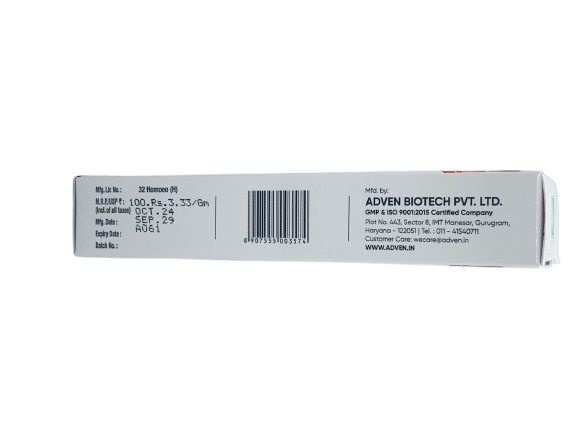 Mfg. Lic No.: 32 Homoeo (H)
M.R.P./USP ₹: 100.Rs.3.33/Gm
(Incl. of all taxes) OCT.24
Mfg. Date : SEP.29
Expiry Date : A061
Batch No.:
8907555003574
Mfd. by:
ADVEN BIOTECH PVT. LTD.
GMP & ISO 9001:2015 Certified Company
Plot No. 443, Sector 8, IMT Manesar, Gurugram,
Haryana - 122051 | Tel. : 011 - 41540711
Customer Care: wecare@adven.in
WWW.ADVEN.IN